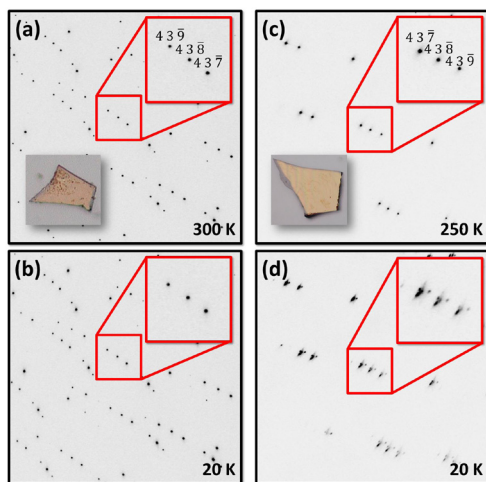 (a)
4 3 9̅
4 3 8̅
4 3 7̅
300 K
(c)
4 3 7̅
4 3 8̅
4 3 9̅
250 K
(b)
20 K
(d)
20 K